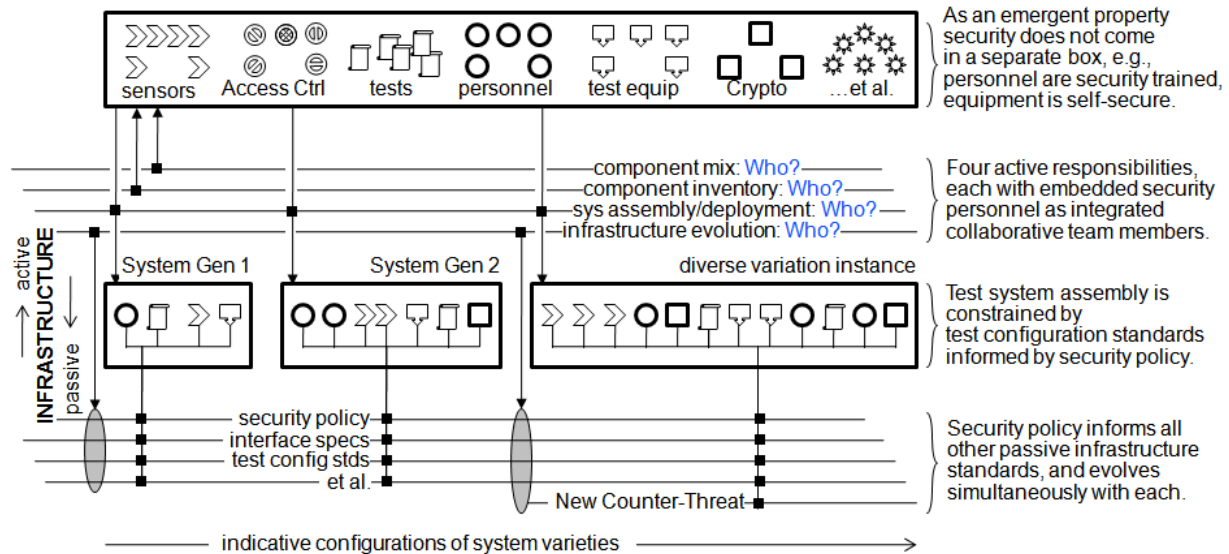 sensors
Access Ctrl
tests
personnel
test equip
Crypto
...et al.
As an emergent property
security does not come
in a separate box, e.g.,
personnel are security trained,
equipment is self-secure.
component mix: Who?
component inventory: Who?
sys assembly/deployment: Who?
infrastructure evolution: Who?
Four active responsibilities,
each with embedded security
personnel as integrated
collaborative team members.
INFRASTRUCTURE
active
passive
System Gen 1
System Gen 2
diverse variation instance
Test system assembly is
constrained by
test configuration standards
informed by security policy.
security policy
interface specs
test config stds
et al.
New Counter-Threat
Security policy informs all
other passive infrastructure
standards, and evolves
simultaneously with each.
indicative configurations of system varieties